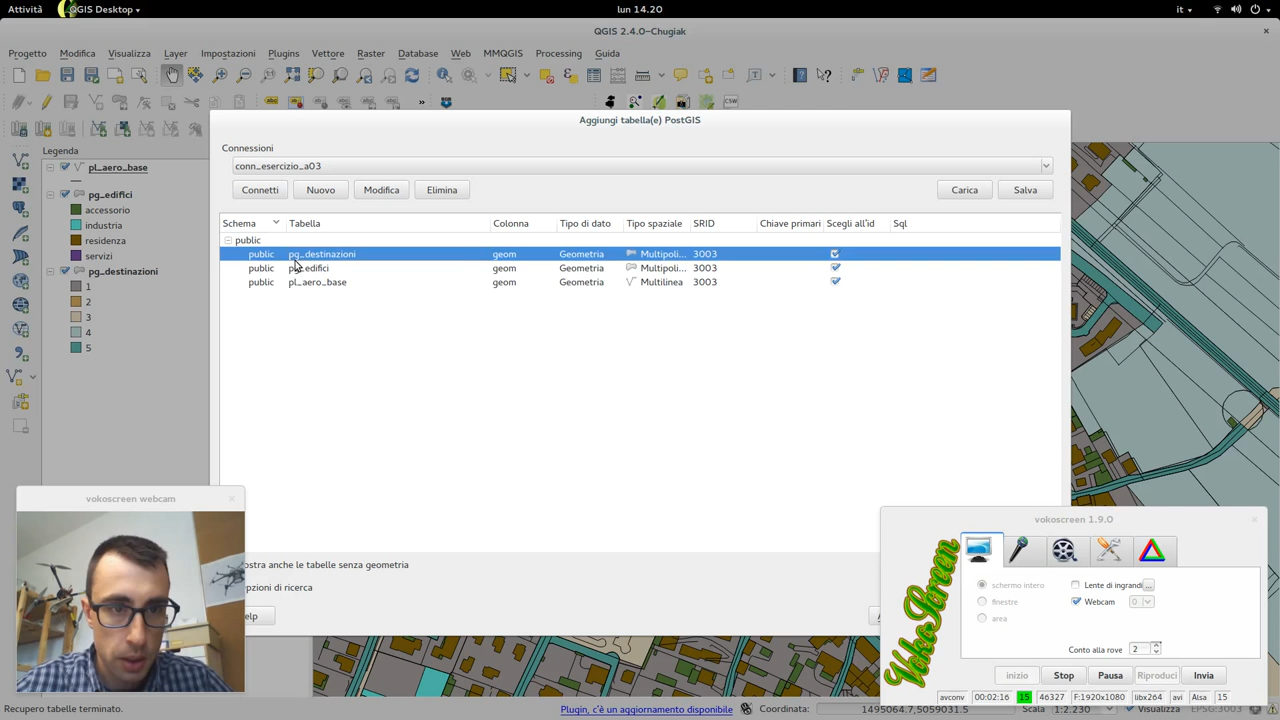 Attività
QGIS Desktop
lun 14.20
it
QGIS 2.4.0-Chugiak
Progetto Modifica Visualizza Layer Impostazioni Plugins Vettore Raster Database Web MMQGIS Processing Guida
CSW
Aggiungi tabella(e) PostGIS
Legenda
pl_aero_base
pg_edifici
accessorio
industria
residenza
servizi
pg_destinazioni
1
2
3
4
5
Connessioni
conn_esercizio_a03
Connetti Nuovo Modifica Elimina Carica Salva
Schema Tabella Colonna Tipo di dato Tipo spaziale SRID Chiave primari Scegli all'id Sql
public
public pg_destinazioni geom Geometria Multipoli... 3003
public geom Geometria Multipoli... 3003
public pl_aero_base geom Geometria Multilinea 3003
ostra anche le tabelle senza geometria
pzioni di ricerca
elp
vokoscreen webcam
vokoscreen 1.9.0
VokoScreen
schermo intero
finestre
area
Lente di ingrandi ...
Webcam 0
Conto alla rove 2
inizio Stop Pausa Riproduci Invia
avconv 00:02:16 15 46327 F:1920x1080 libx264 avi Alsa 15
Recupero tabelle terminato.
Plugin, c'è un aggiornamento disponibile
Coordinata: 1495064.7,5059031.5 Scala 1:2.230 Visualizza EPSG:3003